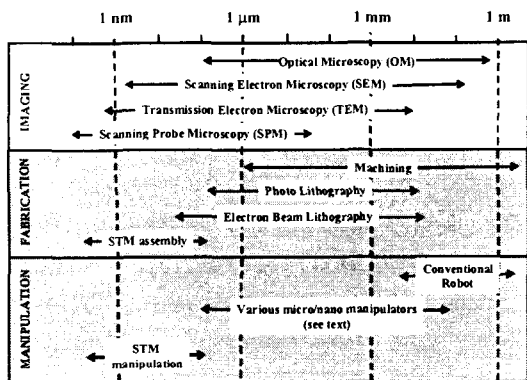 1 nm 1 μm 1 mm 1 m
IMAGING
Optical Microscopy (OM)
Scanning Electron Microscopy (SEM)
Transmission Electron Microscopy (TEM)
Scanning Probe Microscopy (SPM)
FABRICATION
Machining
Photo Lithography
Electron Beam Lithography
STM assembly
MANIPULATION
Conventional
Robot
Various micro/nano manipulators
(see text)
STM
manipulation